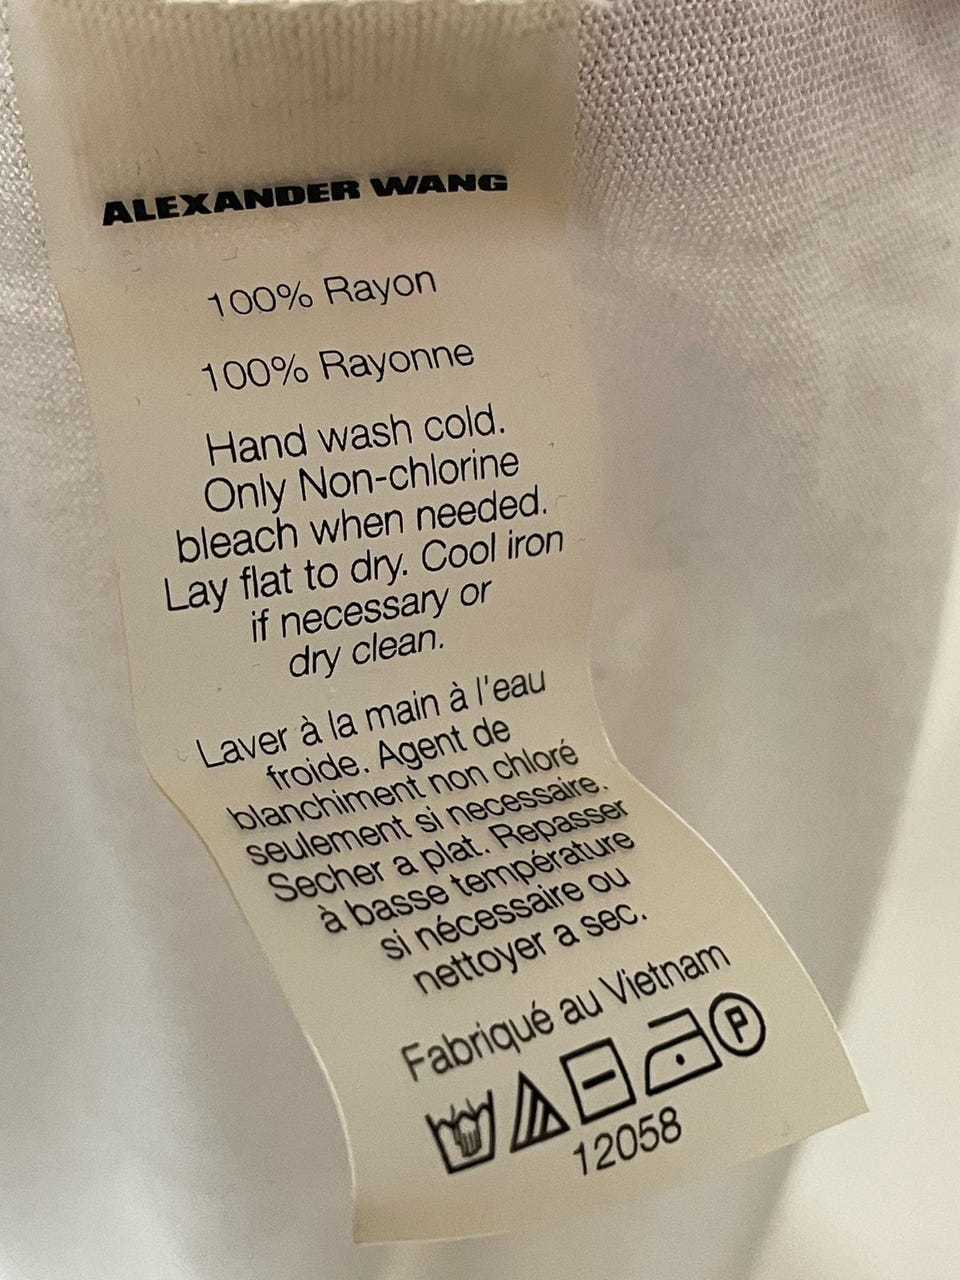 ALEXANDER WANG
100% Rayon
100% Rayonne
Hand wash cold.
Only Non-chlorine
bleach when needed.
Lay flat to dry. Cool iron
if necessary or
dry clean.
Laver à la main à l'eau
froide. Agent de
blanchiment non chloré
seulement si necessaire.
Secher a plat. Repasser
à basse température
si nécessaire ou
nettoyer a sec.
Fabriqué au Vietnam
P
12058